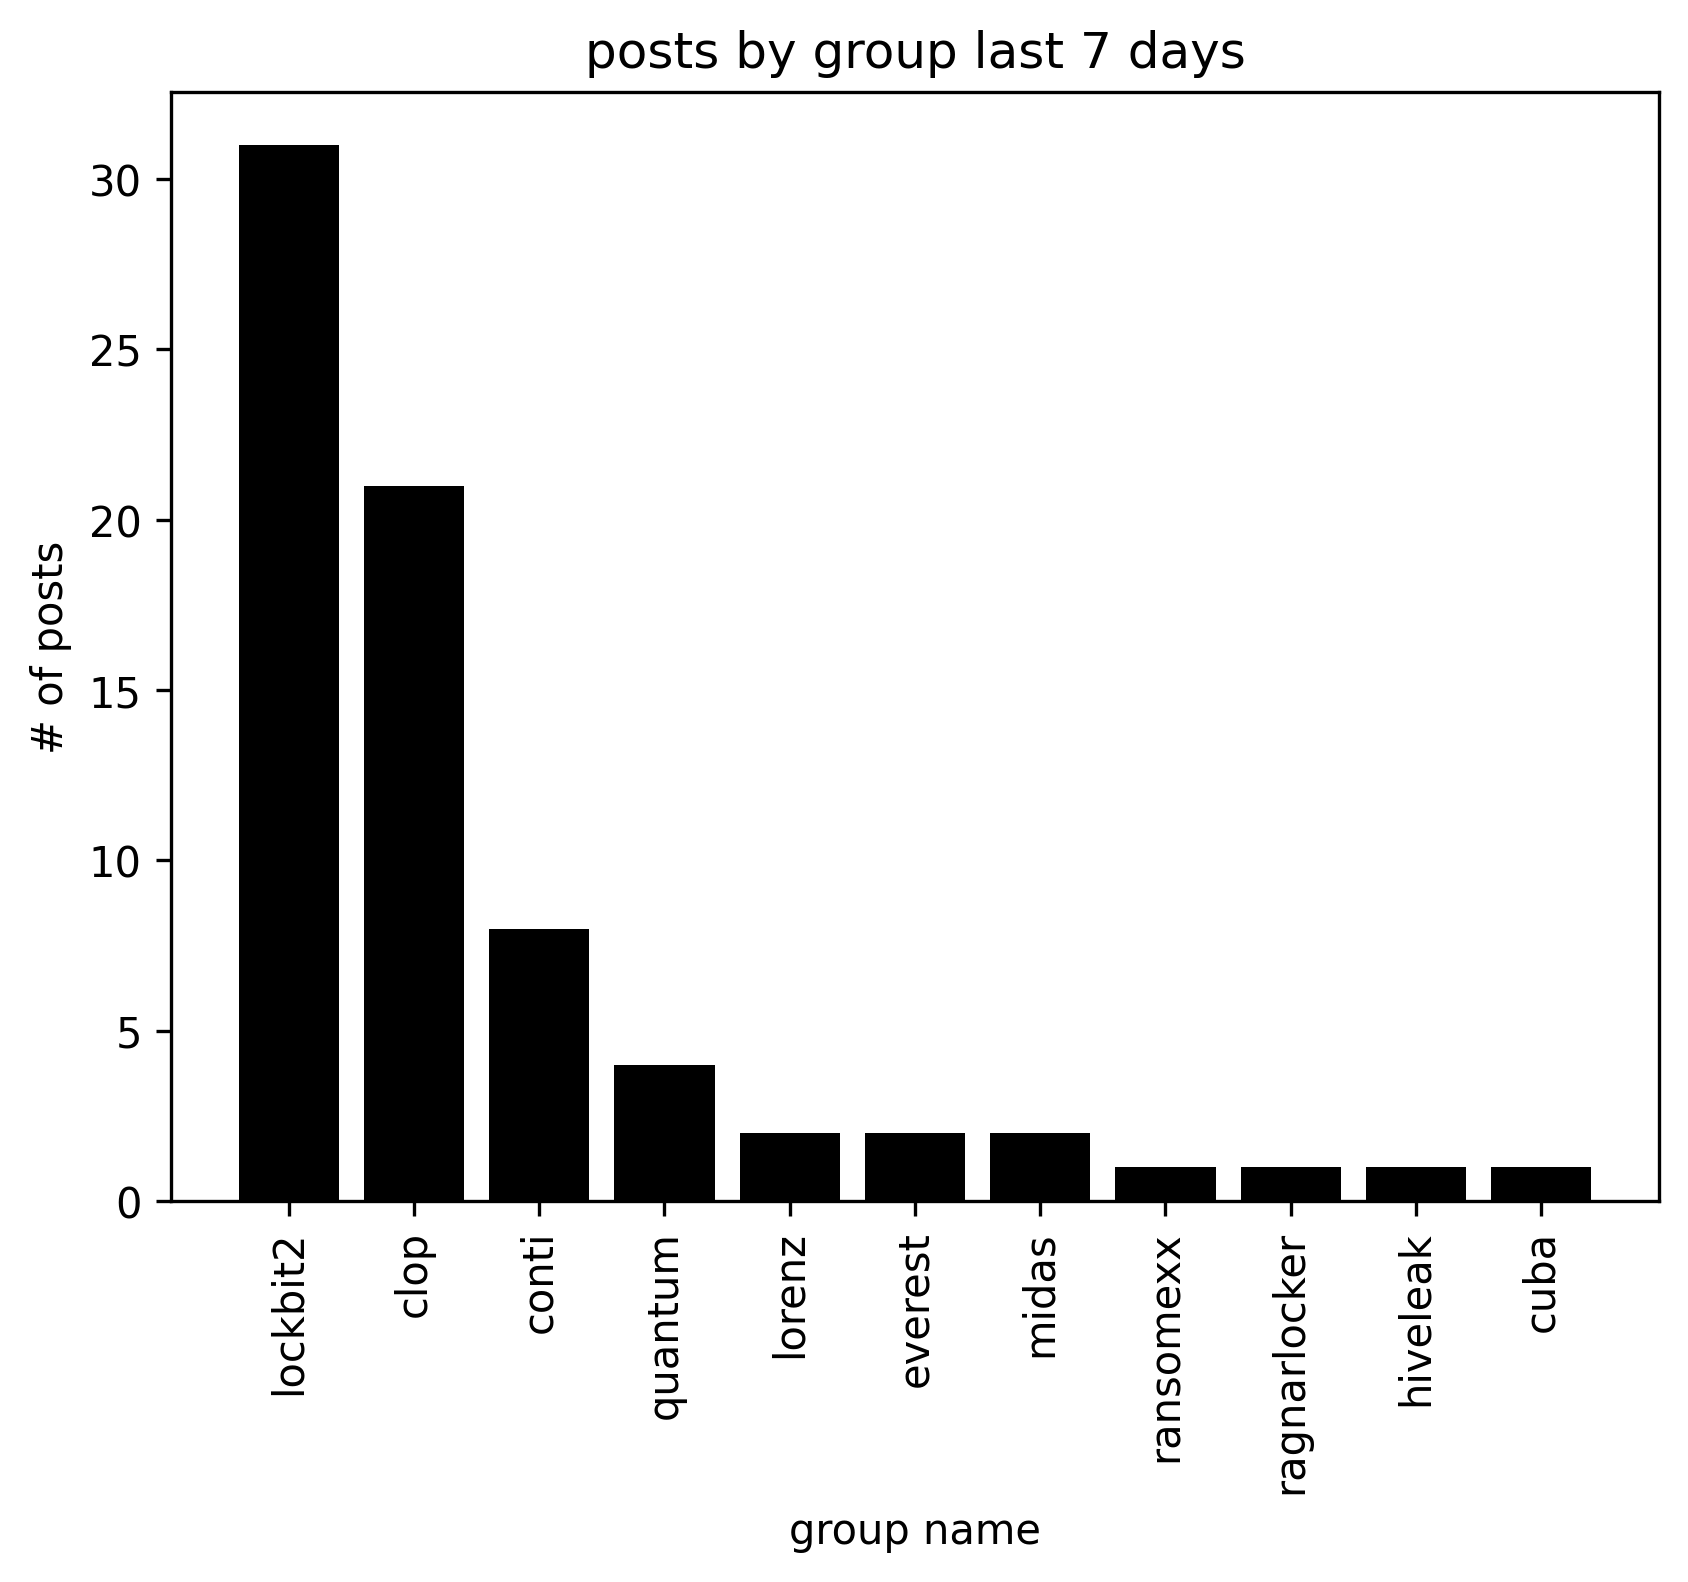 posts by group last 7 days
# of posts
30
25
20
15
10
5
0
lockbit2
clop
conti
quantum
lorenz
everest
midas
ransomexx
ragnarlocker
hiveleak
cuba
group name